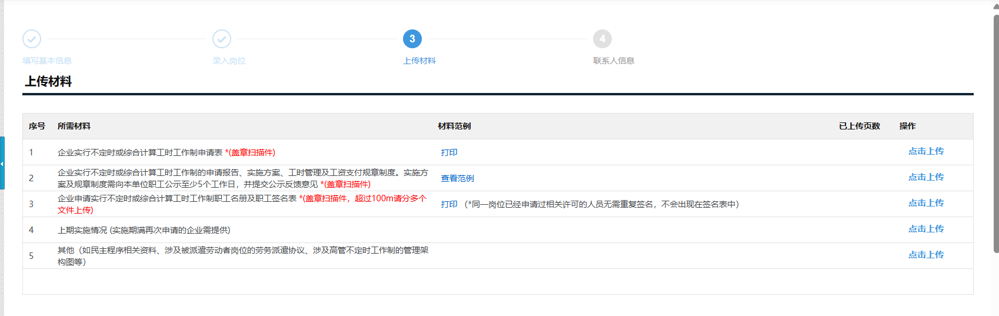 3
4
填写基本信息
录入岗位
上传材料
联系人信息
上传材料
序号 所需材料 材料范例 已上传页数 操作
1 企业实行不定时或综合计算工时工作制申请表 *(盖章扫描件) 打印 点击上传
2 企业实行不定时或综合计算工时工作制的申请报告、实施方案、工时管理及工资支付规章制度。实施方
案及规章制度需向本单位职工公示至少5个工作日，并提交公示反馈意见 *(盖章扫描件) 查看范例 点击上传
3 企业申请实行不定时或综合计算工时工作制职工名册及职工签名表 *(盖章扫描件，超过100m请分多个
文件上传) 打印 （*同一岗位已经申请过相关许可的人员无需重复签名，不会出现在签名表中） 点击上传
4 上期实施情况 (实施期满再次申请的企业需提供) 点击上传
5 其他（如民主程序相关资料、涉及被派遣劳动者岗位的劳务派遣协议、涉及高管不定时工作制的管理架
构图等） 点击上传